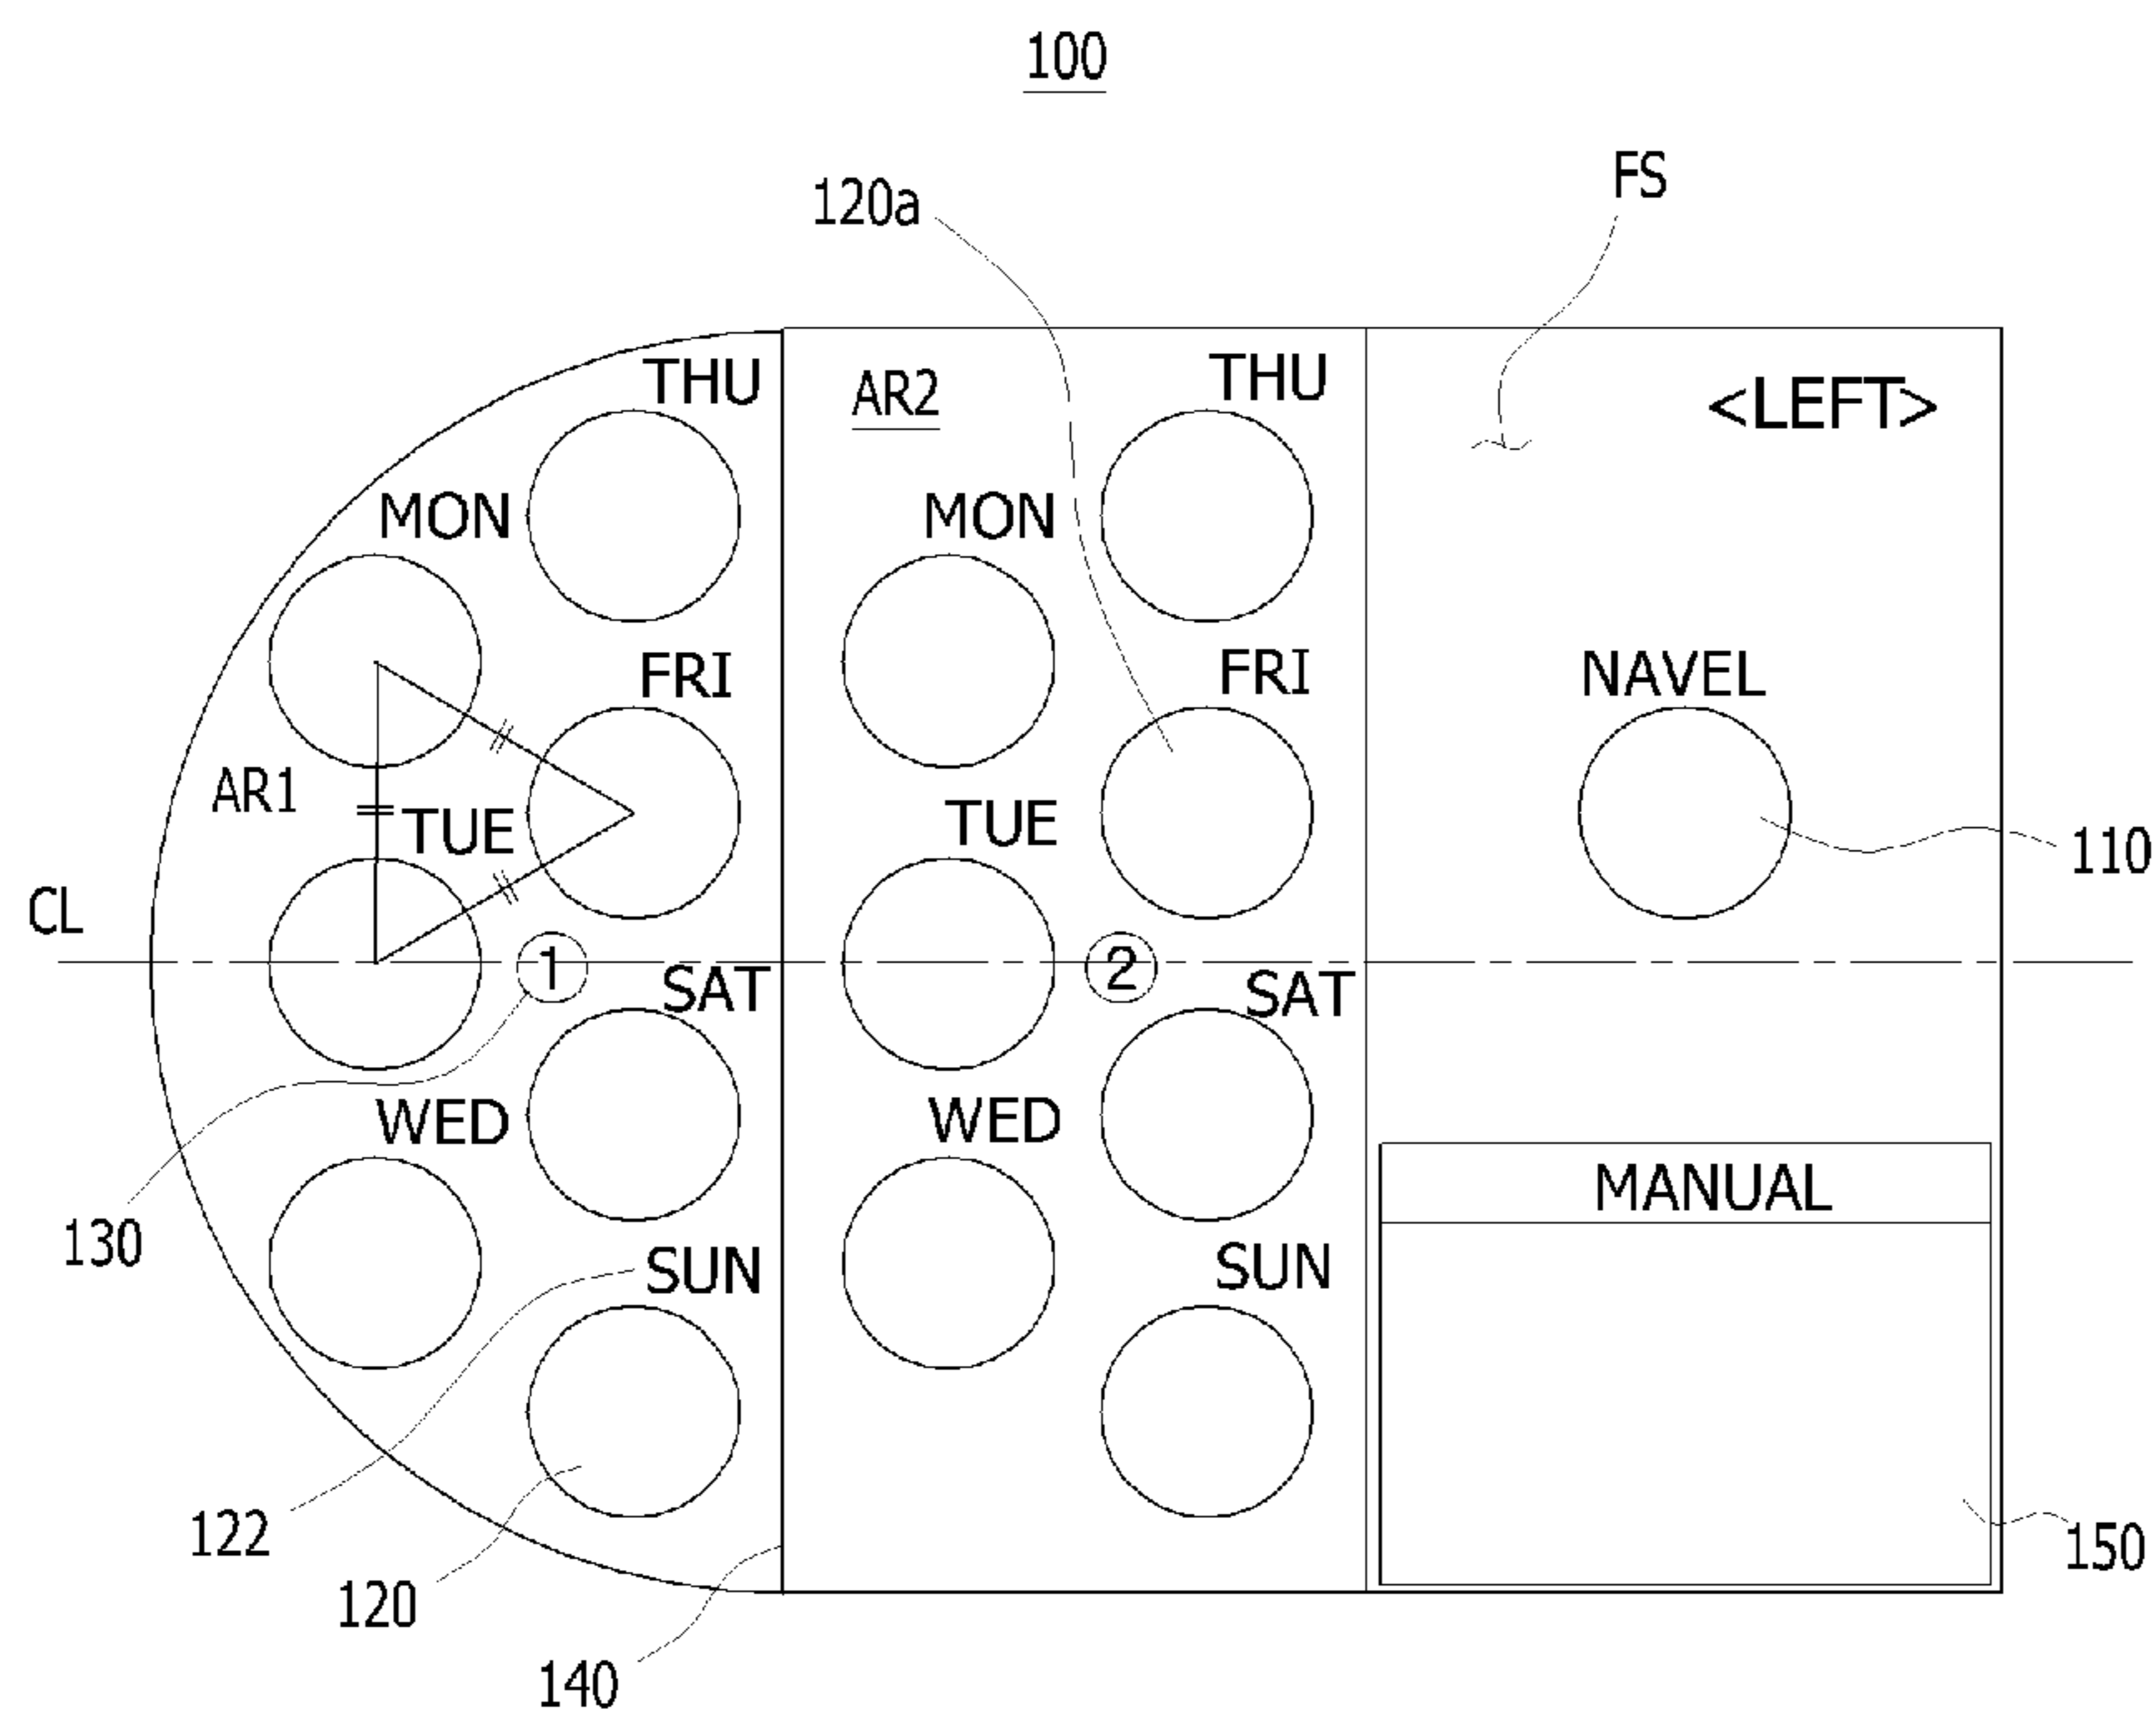 100
FS
120a
THU
THU
AR2
<LEFT>
MON
MON
FRI
FRI
NAVEL
AR1
TUE
TUE
110
CL
1
2
SAT
SAT
WED
WED
MANUAL
130
SUN
SUN
122
150
120
140